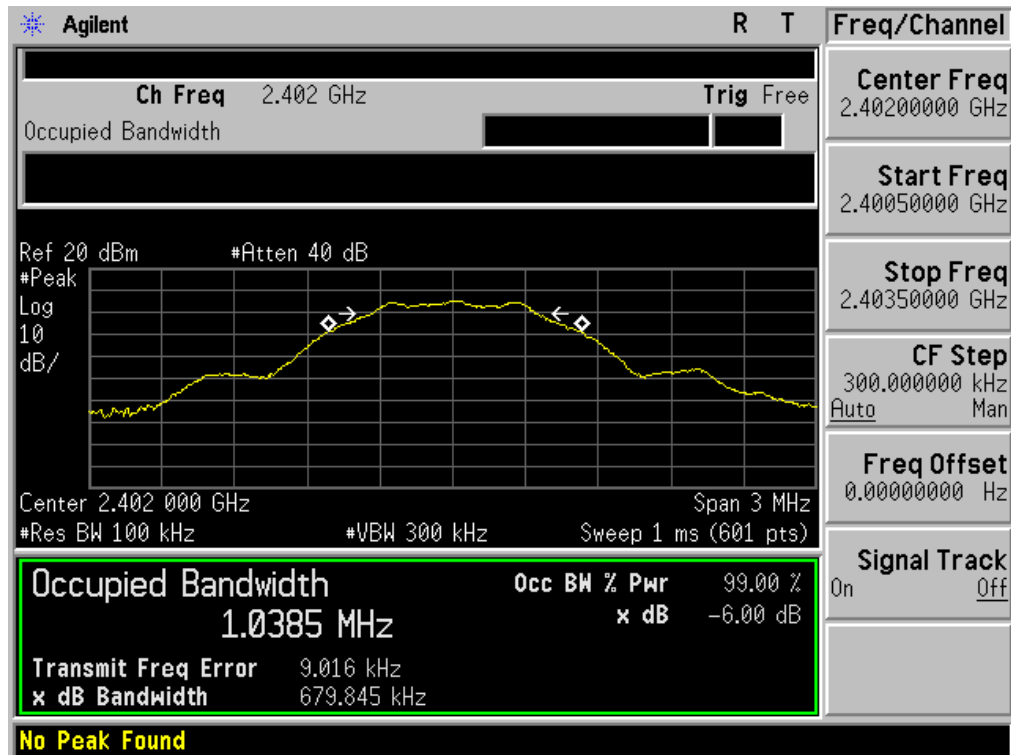 Agilent R T
Ch Freq 2.402 GHz Trig Free
Occupied Bandwidth
Ref 20 dBm #Atten 40 dB
#Peak
Log
10
dB/
Center 2.402 000 GHz Span 3 MHz
#Res BW 100 kHz #VBW 300 kHz Sweep 1 ms (601 pts)
Occupied Bandwidth
1.0385 MHz
Occ BW % Pwr 99.00 %
x dB -6.00 dB
Transmit Freq Error 9.016 kHz
x dB Bandwidth 679.845 kHz
No Peak Found
Freq/Channel
Center Freq
2.40200000 GHz
Start Freq
2.40050000 GHz
Stop Freq
2.40350000 GHz
CF Step
300.000000 kHz
Auto Man
Freq Offset
0.00000000 Hz
Signal Track
On Off